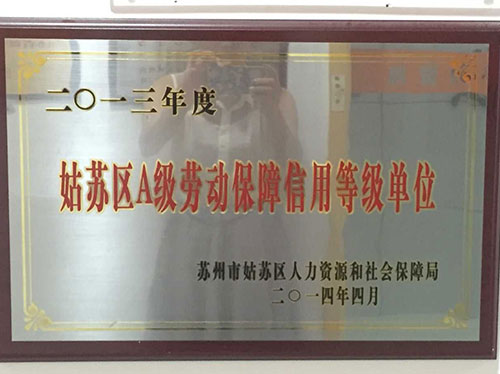 二〇一三年度
姑苏区A级劳动保障信用等级单位
苏州市姑苏区人力资源和社会保障局
二〇一四年四月